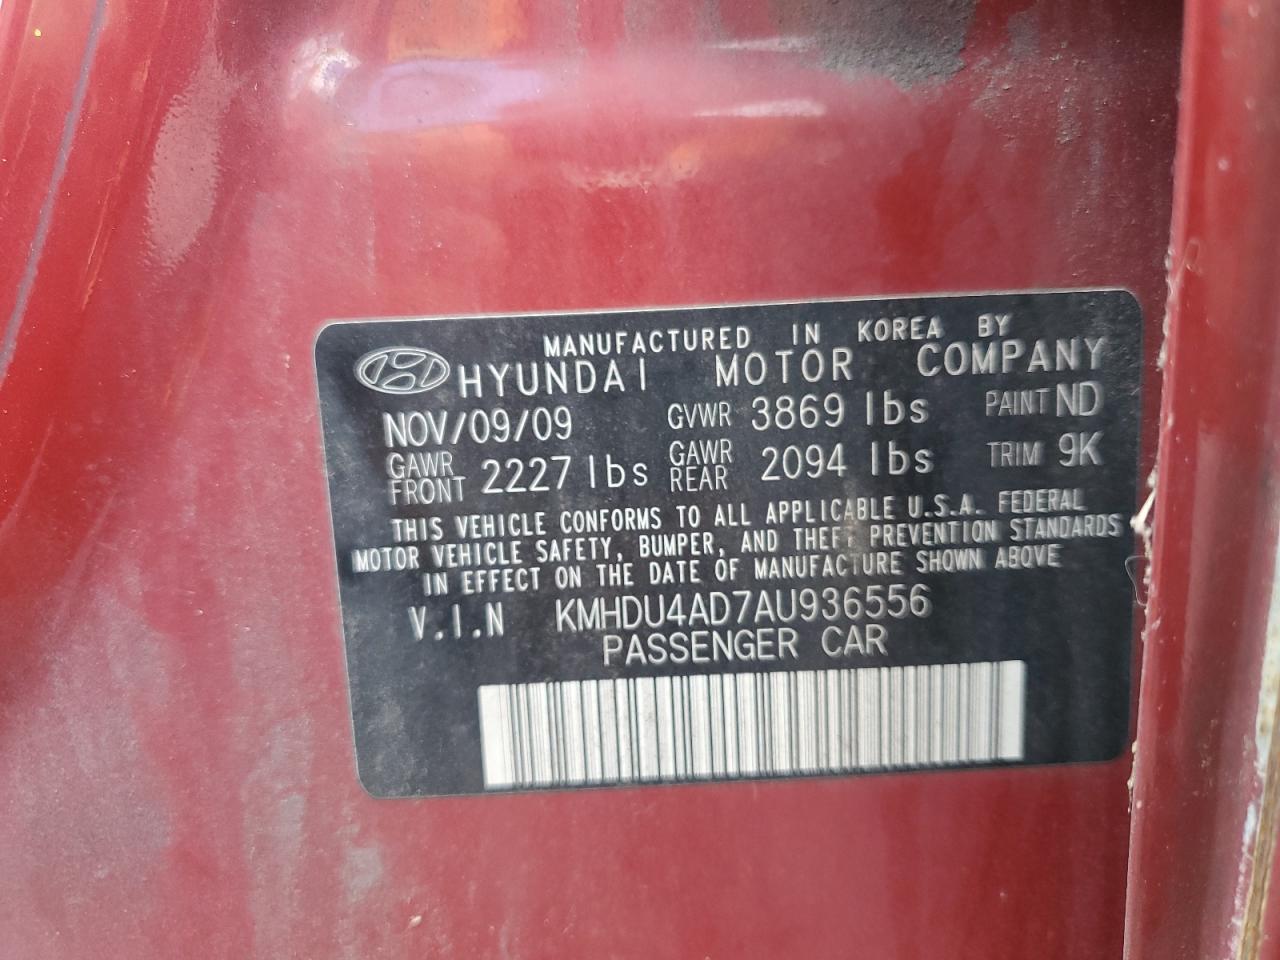 MANUFACTURED IN KOREA BY
HYUNDAI MOTOR COMPANY
NOV/09/09 GVWR 3869 lbs PAINT ND
GAWR FRONT 2227 lbs GAWR REAR 2094 lbs TRIM 9K
THIS VEHICLE CONFORMS TO ALL APPLICABLE U.S.A. FEDERAL
MOTOR VEHICLE SAFETY, BUMPER, AND THEFT PREVENTION STANDARDS
IN EFFECT ON THE DATE OF MANUFACTURE SHOWN ABOVE
V.I.N KMHDU4AD7AU936556
PASSENGER CAR